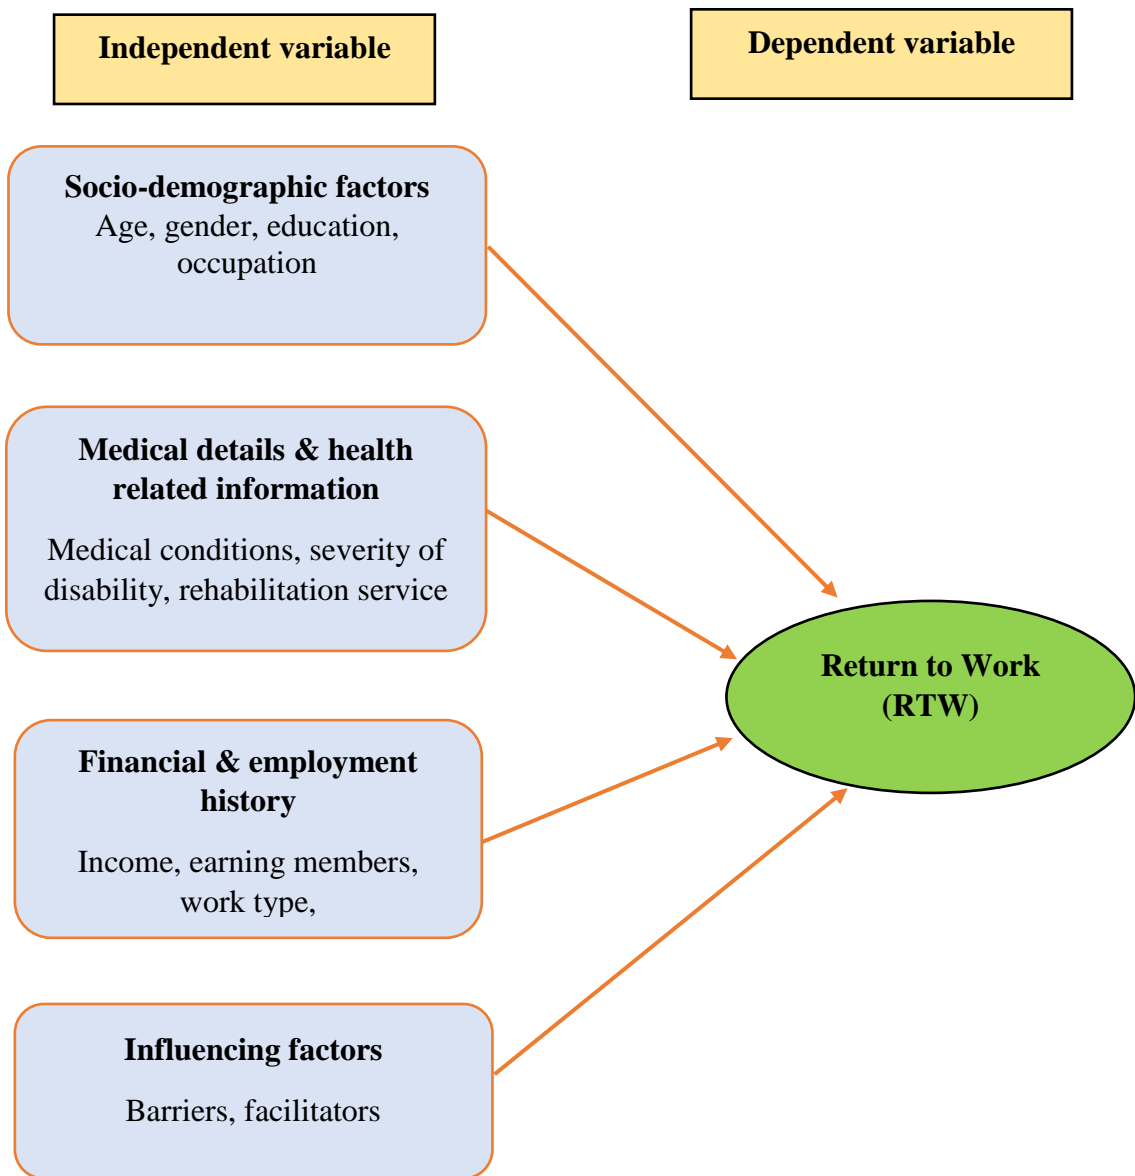 Independent variable
Dependent variable
Socio-demographic factors
Age, gender, education,
occupation
Medical details & health
related information
Medical conditions, severity of
disability, rehabilitation service
Return to Work
(RTW)
Financial & employment
history
Income, earning members,
work type,
Influencing factors
Barriers, facilitators